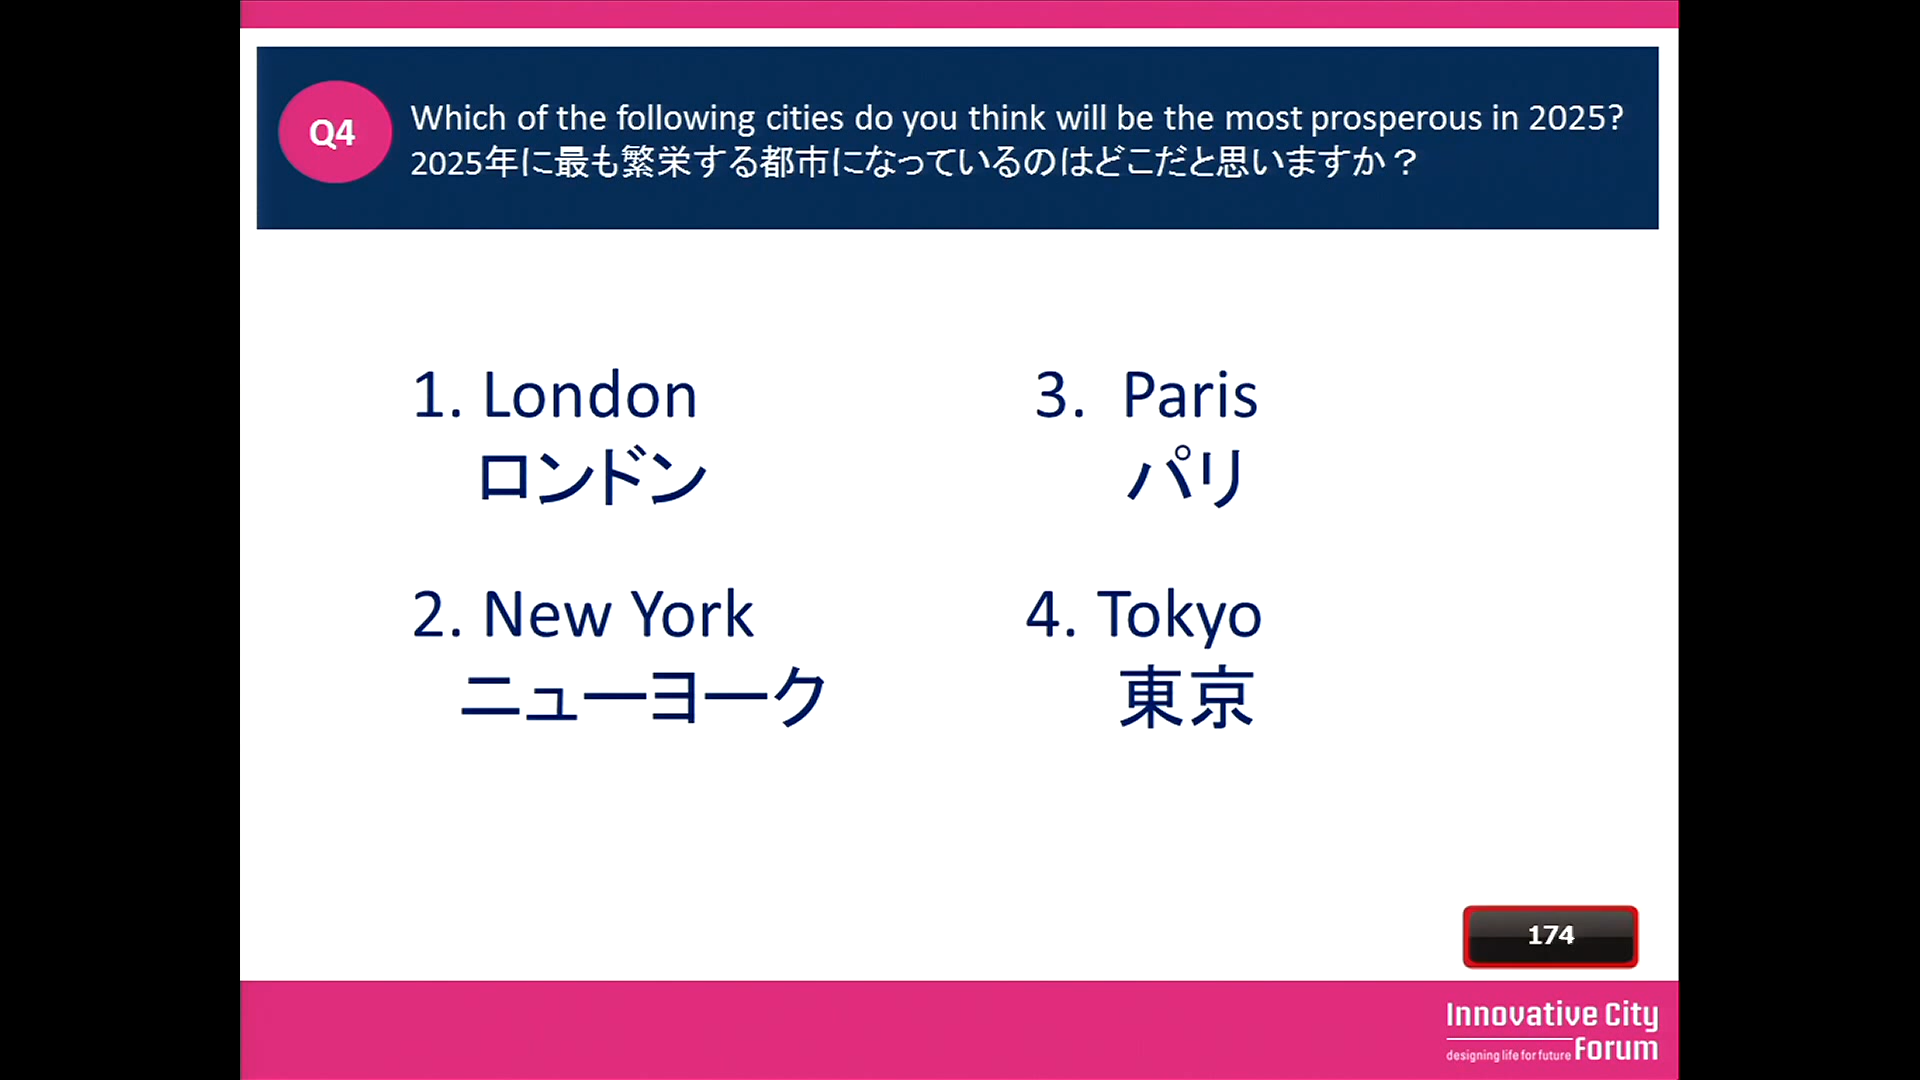 Q4
Which of the following cities do you think will be the most prosperous in 2025?
2025年に最も繁栄する都市になっているのはどこだと思いますか？
1. London
ロンドン
2. New York
ニューヨーク
3. Paris
パリ
4. Tokyo
東京
174
Innovative City
designing life for future Forum